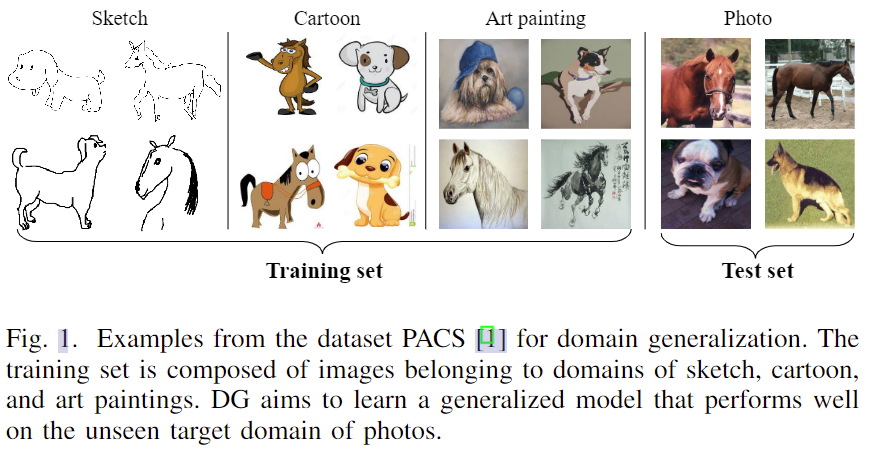 Sketch
Cartoon
Art painting
Photo
Training set
Test set
Fig. 1. Examples from the dataset PACS [1] for domain generalization. The
training set is composed of images belonging to domains of sketch, cartoon,
and art paintings. DG aims to learn a generalized model that performs well
on the unseen target domain of photos.